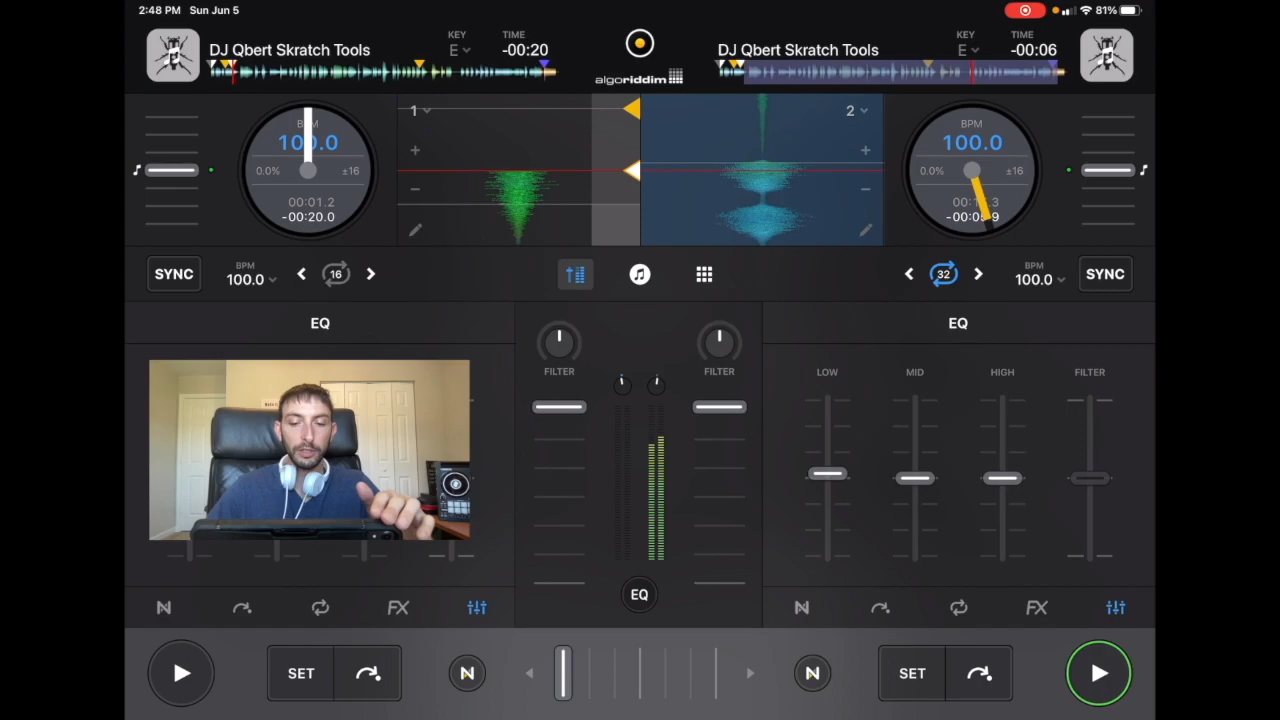 2:48 PM Sun Jun 5
81%
DJ Qbert Skratch Tools
KEY
E
TIME
-00:20
algoriddim
DJ Qbert Skratch Tools
KEY
E
TIME
-00:06
100.0
0.0%
±16
00:01.2
-00:20.0
1
2
BPM
100.0
0.0%
±16
SYNC
BPM
100.0
16
32
BPM
100.0
SYNC
EQ
FILTER
FILTER
EQ
LOW
MID
HIGH
FILTER
FX
EQ
FX
SET
N
N
SET